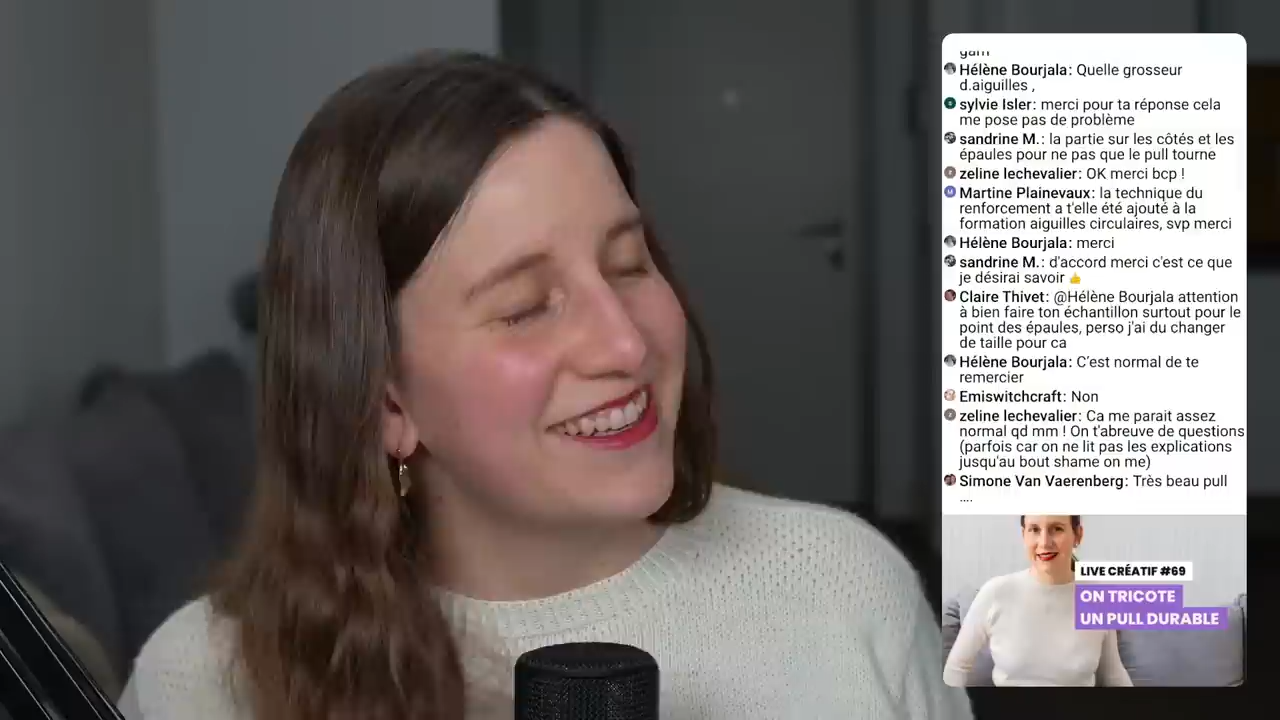 Hélène Bourjala: Quelle grosseur
d.aiguilles ,
sylvie Isler: merci pour ta réponse cela
me pose pas de problème
sandrine M.: la partie sur les côtés et les
épaules pour ne pas que le pull tourne
zeline lechevalier: OK merci bcp !
Martine Plainevaux: la technique du
renforcement a t'elle été ajouté à la
formation aiguilles circulaires, svp merci
Hélène Bourjala: merci
sandrine M.: d'accord merci c'est ce que
je désirai savoir 👍
Claire Thivet: @Hélène Bourjala attention
à bien faire ton échantillon surtout pour le
point des épaules, perso j'ai du changer
de taille pour ca
Hélène Bourjala: C'est normal de te
remercier
Emiswitchcraft: Non
zeline lechevalier: Ca me parait assez
normal qd mm ! On t'abreuve de questions
(parfois car on ne lit pas les explications
jusqu'au bout shame on me)
Simone Van Vaerenberg: Très beau pull
....
LIVE CRÉATIF #69
ON TRICOTE
UN PULL DURABLE